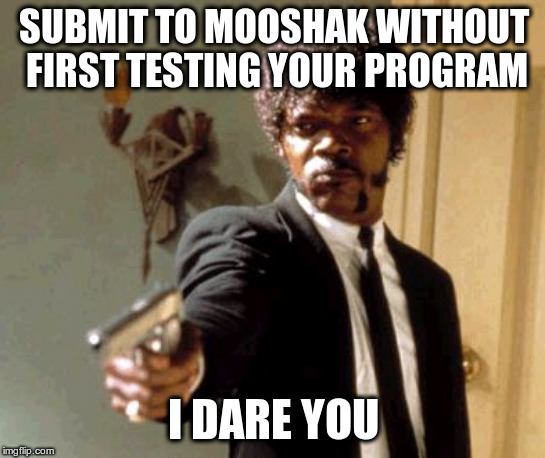 SUBMIT TO MOOSHAK WITHOUT
FIRST TESTING YOUR PROGRAM
I DARE YOU
imgflip.com